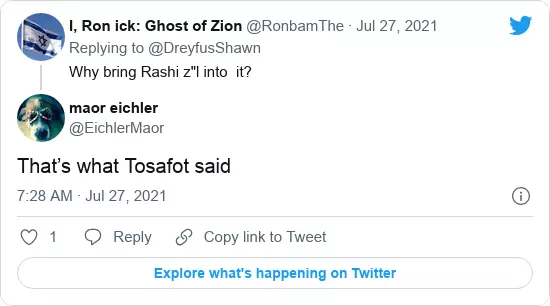 I, Ron ick: Ghost of Zion @RonbamThe · Jul 27, 2021
Replying to @DreyfusShawn
Why bring Rashi z"l into  it?
maor eichler
@EichlerMaor
That’s what Tosafot said
7:28 AM · Jul 27, 2021
1 Reply Copy link to Tweet
Explore what's happening on Twitter